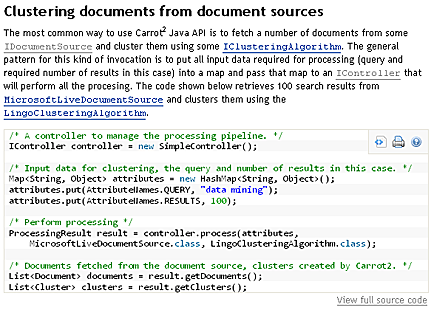 Clustering documents from document sources
The most common way to use Carrot² Java API is to fetch a number of documents from some
IDocumentSource and cluster them using some IClusteringAlgorithm. The general
pattern for this kind of invocation is to put all input data required for processing (query and
required number of results in this case) into a map and pass that map to an IController that
will perform all the procesing. The code shown below retrieves 100 search results from
MicrosoftLiveDocumentSource and clusters them using the
LingoClusteringAlgorithm.
/* A controller to manage the processing pipeline. */
IController controller = new SimpleController();
/* Input data for clustering, the query and number of results in this case. */
Map<String, Object> attributes = new HashMap<String, Object>();
attributes.put(AttributeNames.QUERY, "data mining");
attributes.put(AttributeNames.RESULTS, 100);
/* Perform processing */
ProcessingResult result = controller.process(attributes,
MicrosoftLiveDocumentSource.class, LingoClusteringAlgorithm.class);
/* Documents fetched from the document source, clusters created by Carrot2. */
List<Document> documents = result.getDocuments();
List<Cluster> clusters = result.getClusters();
View full source code